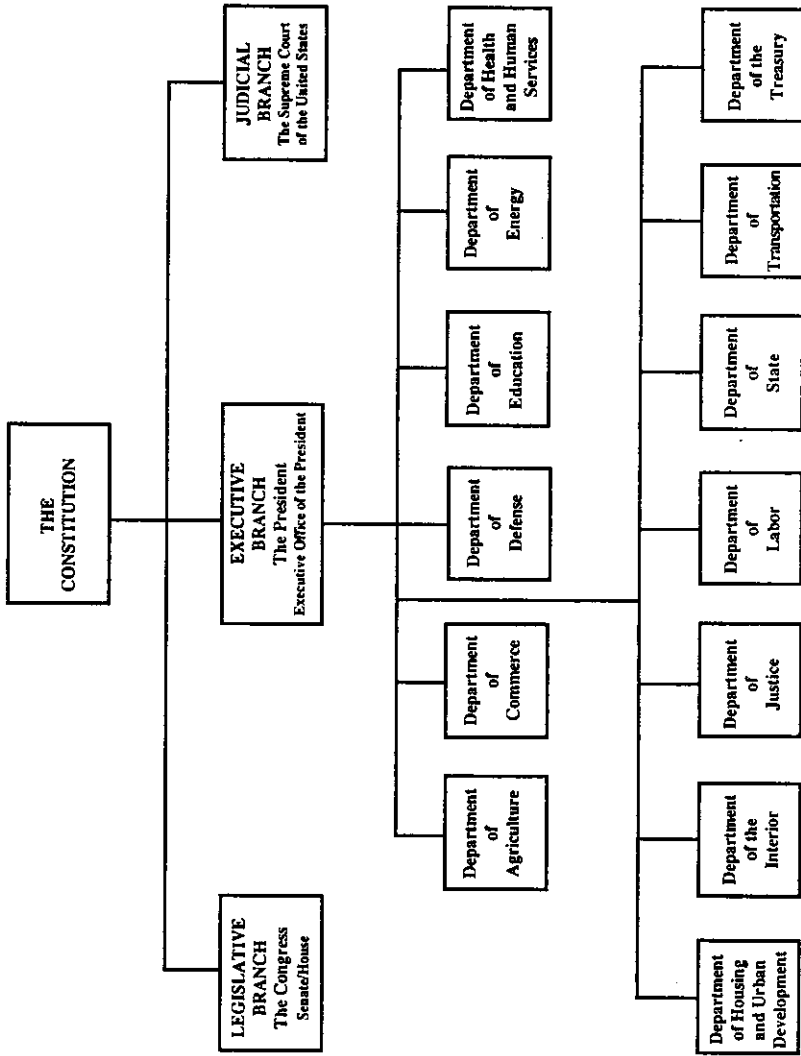 THE
CONSTITUTION
LEGISLATIVE
BRANCH
The Congress
Senate/House
EXECUTIVE
BRANCH
The President
Executive Office of the President
JUDICIAL
BRANCH
The Supreme Court
of the United States
Department
of
Agriculture
Department
of
Commerce
Department
of
Defense
Department
of
Education
Department
of
Energy
Department
of Health
and Human
Services
Department
of Housing
and Urban
Development
Department
of the
Interior
Department
of
Justice
Department
of
Labor
Department
of
State
Department
of
Transportation
Department
of the
Treasury